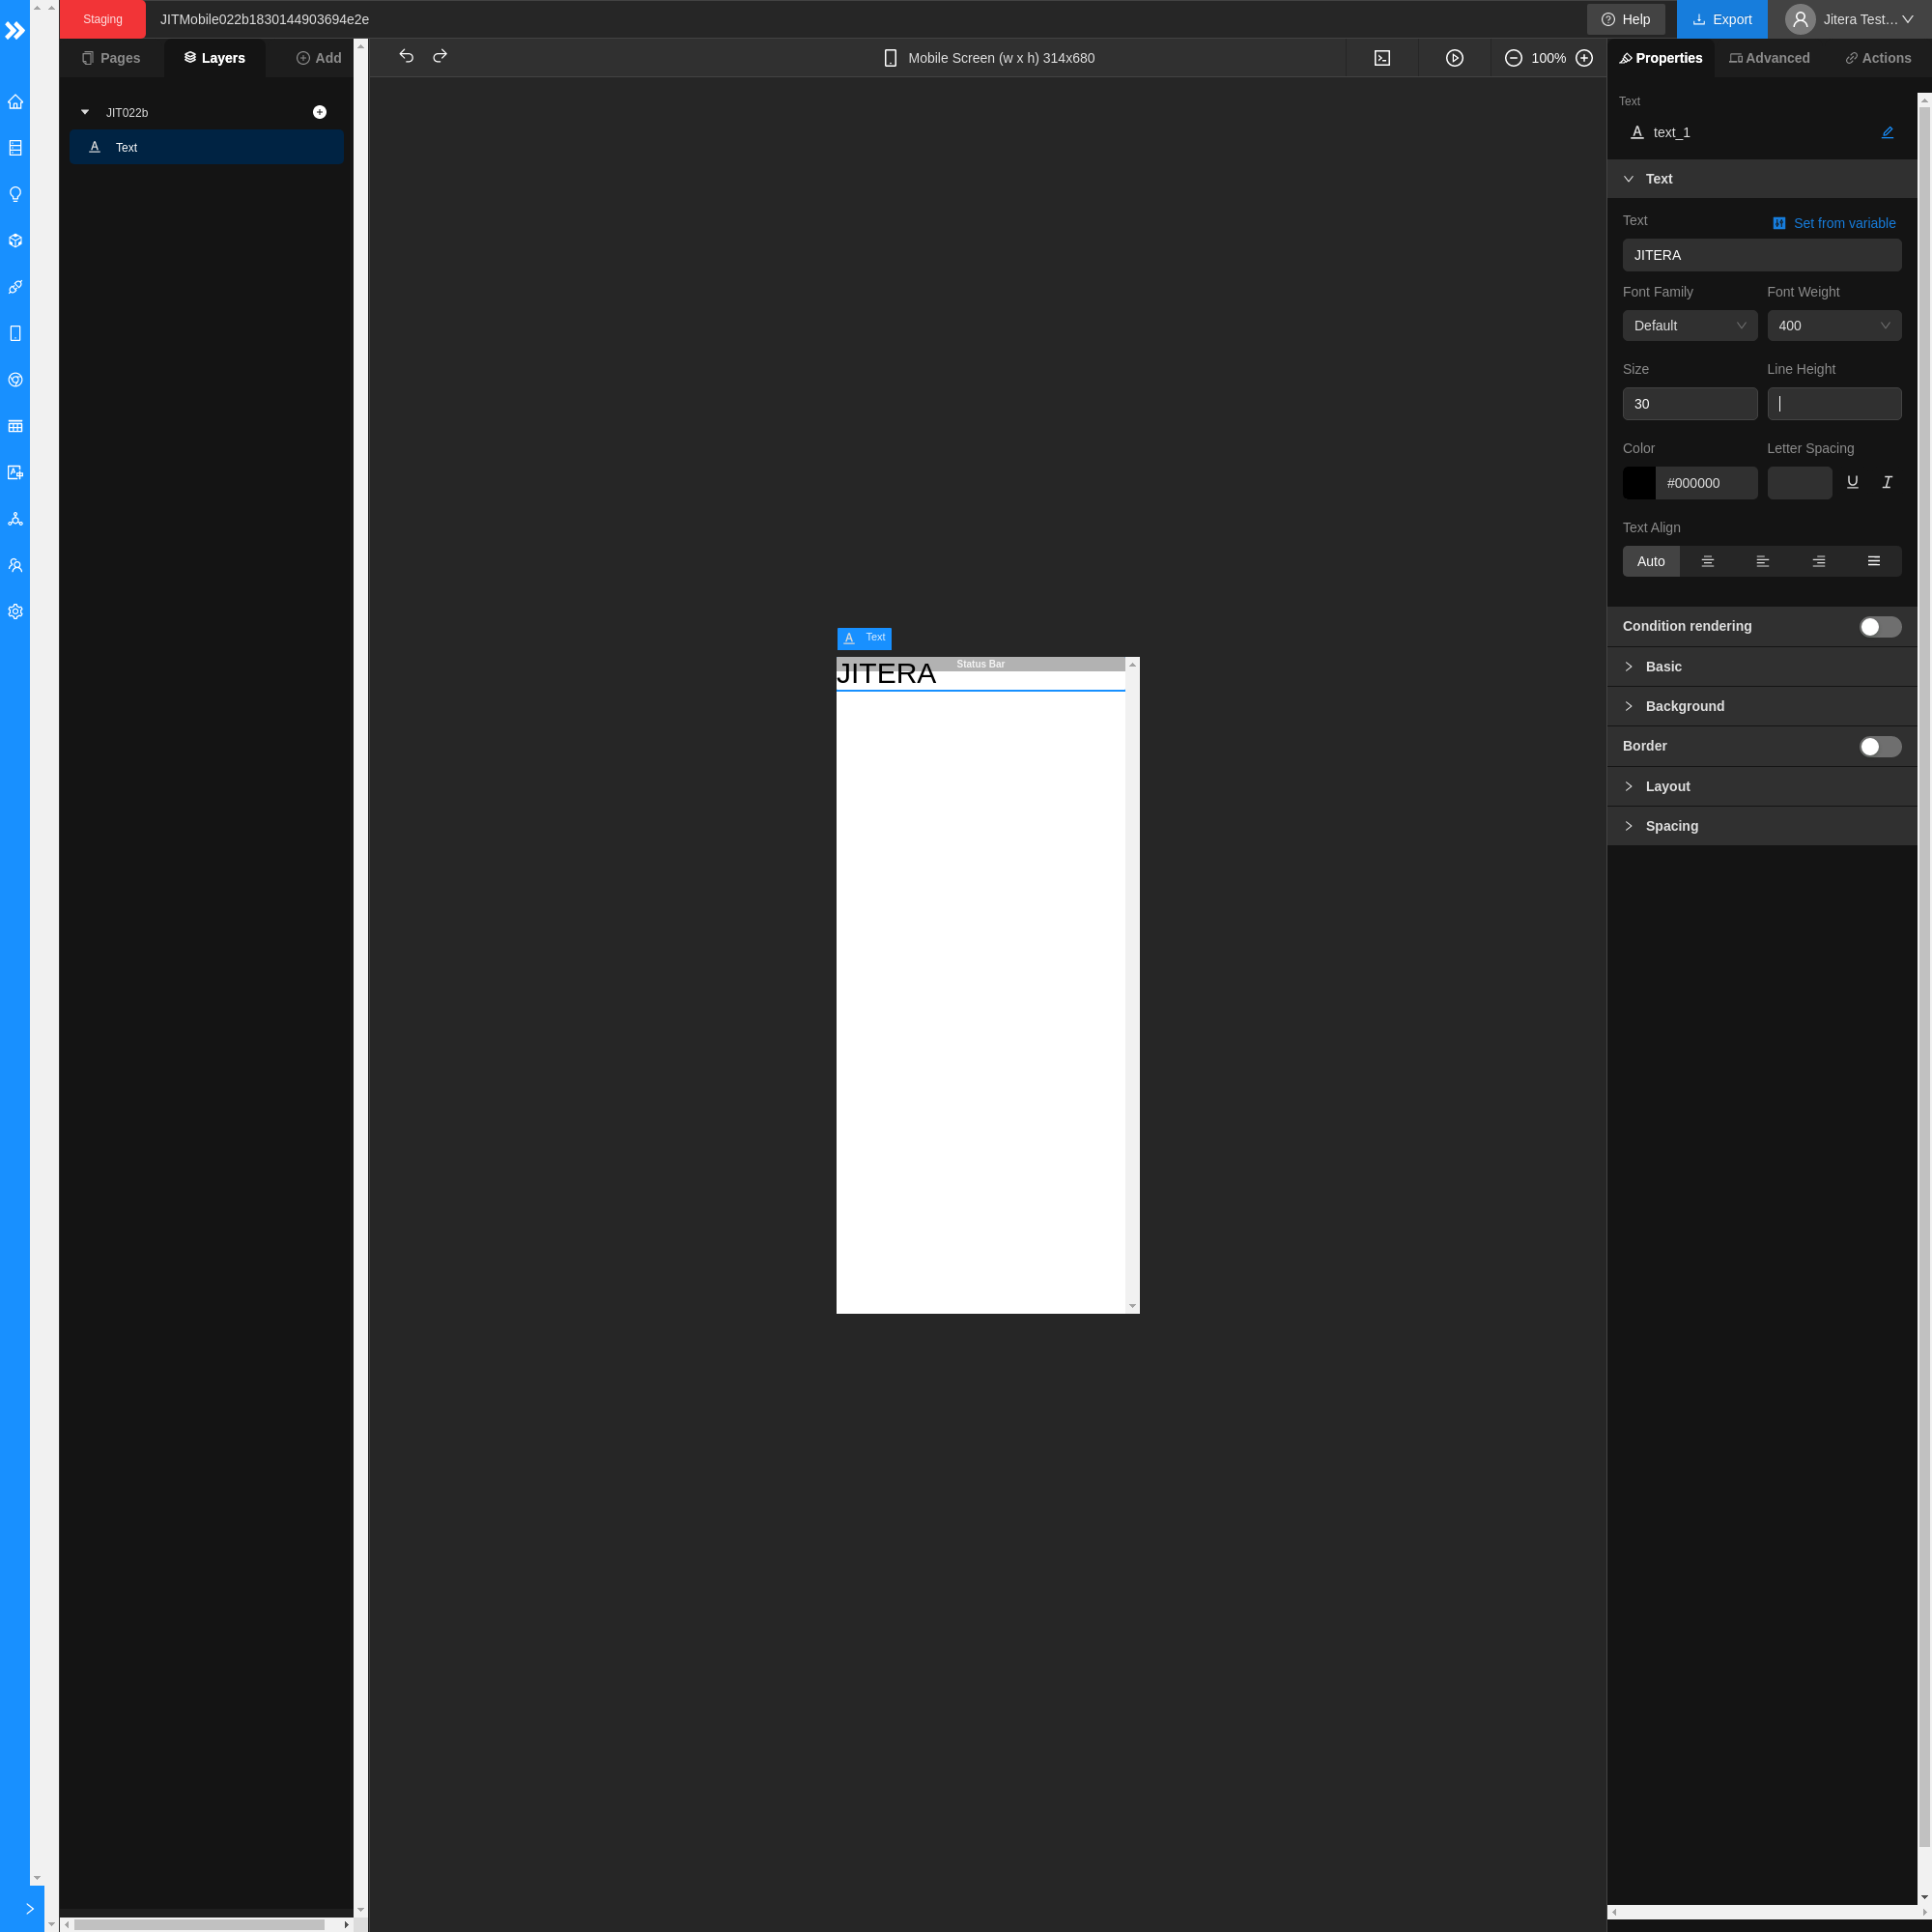 Staging
JITMobile022b1830144903694e2e
Help
Export
Jitera Test...
Pages
Layers
Add
Mobile Screen (w x h) 314x680
100%
Properties
Advanced
Actions
JIT022b
Text
Text
text_1
Text
Text
Set from variable
JITERA
Font Family
Font Weight
Default
400
Size
Line Height
30
Color
Letter Spacing
#000000
Text Align
Auto
Condition rendering
Basic
Background
Border
Layout
Spacing
Text
Status Bar
JITERA